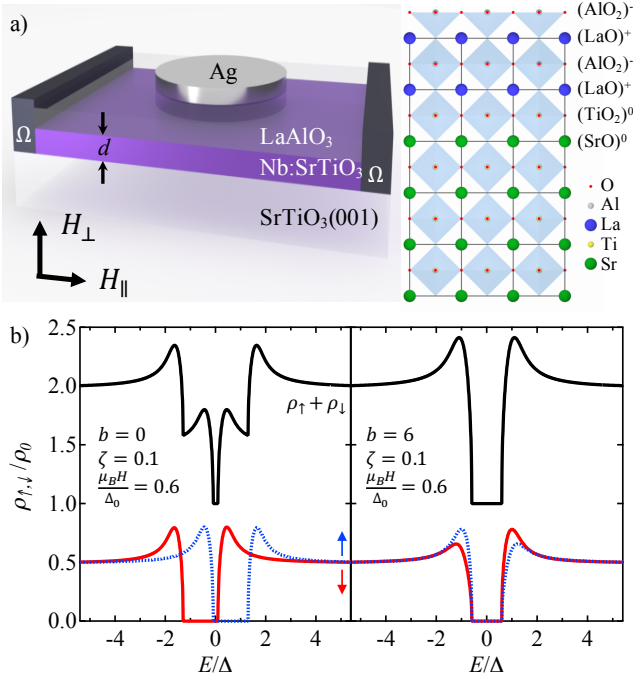 a)
Ag
LaAlO₃
Nb:SrTiO₃
d
Ω
Ω
SrTiO₃(001)
H⊥
H∥
(AlO₂)⁻
(LaO)⁺
(AlO₂)⁻
(LaO)⁺
(TiO₂)⁰
(SrO)⁰
O
Al
La
Ti
Sr
b)
ρ↑,↓/ρ₀
2.5
2.0
1.5
1.0
0.5
0.0
ρ↑ + ρ↓
b = 0
ζ = 0.1
μ_B H / Δ₀ = 0.6
b = 6
ζ = 0.1
μ_B H / Δ₀ = 0.6
-4 -2 0 2 4
-4 -2 0 2 4
E/Δ
E/Δ